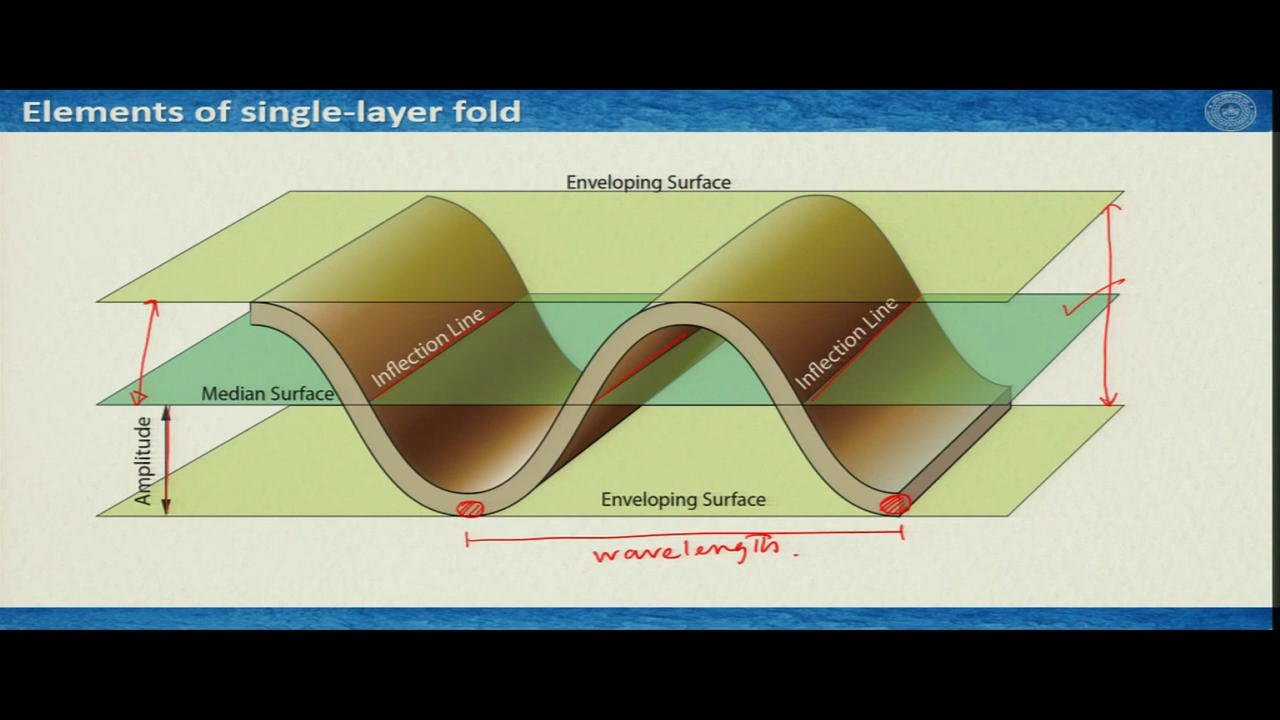 Elements of single-layer fold
Enveloping Surface
Inflection Line
Inflection Line
Median Surface
Amplitude
Enveloping Surface
wavelength.